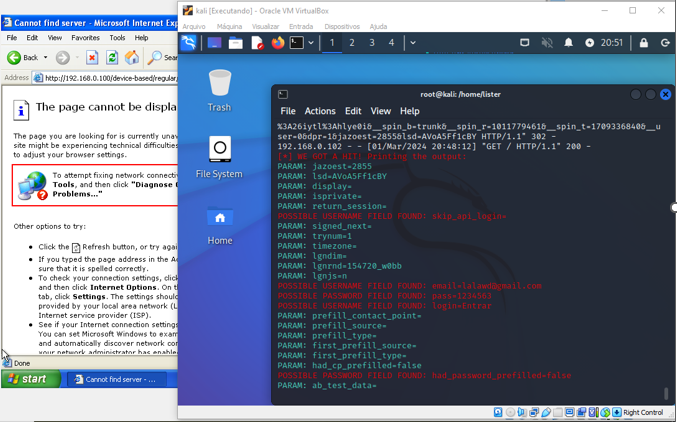 kali [Executando] - Oracle VM VirtualBox
Arquivo Máquina Visualizar Entrada Dispositivos Ajuda
Cannot find server - Microsoft Internet Exp
File Edit View Favorites Tools Help
Back
Sear
Address http://192.168.0.100/device-based/regular/
The page cannot be displa
The page you are looking for is currently unav
site might be experiencing technical difficulties
to adjust your browser settings.
To attempt fixing network connectivi
Tools, and then click "Diagnose
Problems..."
Other options to try:
Click the Refresh button, or try agai
If you typed the page address in the Ad
sure that it is spelled correctly.
To check your connection settings, click
and then click Internet Options. On th
tab, click Settings. The settings should
provided by your local area network (L
Internet service provider (ISP).
See if your Internet connection settings
You can set Microsoft Windows to exam
and automatically discover network con
your network administrator has enabled
Done
start
Cannot find server - ...
1 2 3 4
20:51
Trash
File System
Home
root@kali: /home/lister
File Actions Edit View Help
%3A26iytl%3Ahlye0i&__spin_b=trunk&__spin_r=1011779461&__spin_t=1709336840&__u
ser=0&dpr=1&jazoest=2855&lsd=AVoA5Ff1cBY HTTP/1.1" 302 -
192.168.0.102 - - [01/Mar/2024 20:48:12] "GET / HTTP/1.1" 200 -
[*] WE GOT A HIT! Printing the output:
PARAM: jazoest=2855
PARAM: lsd=AVoA5Ff1cBY
PARAM: display=
PARAM: isprivate=
PARAM: return_session=
POSSIBLE USERNAME FIELD FOUND: skip_api_login=
PARAM: signed_next=
PARAM: trynum=1
PARAM: timezone=
PARAM: lgndim=
PARAM: lgnrnd=154720_w0bb
PARAM: lgnjs=n
POSSIBLE USERNAME FIELD FOUND: email=lalawd@gmail.com
POSSIBLE PASSWORD FIELD FOUND: pass=1234563
POSSIBLE USERNAME FIELD FOUND: login=Entrar
PARAM: prefill_contact_point=
PARAM: prefill_source=
PARAM: prefill_type=
PARAM: first_prefill_source=
PARAM: first_prefill_type=
PARAM: had_cp_prefilled=false
POSSIBLE PASSWORD FIELD FOUND: had_password_prefilled=false
PARAM: ab_test_data=
Right Control